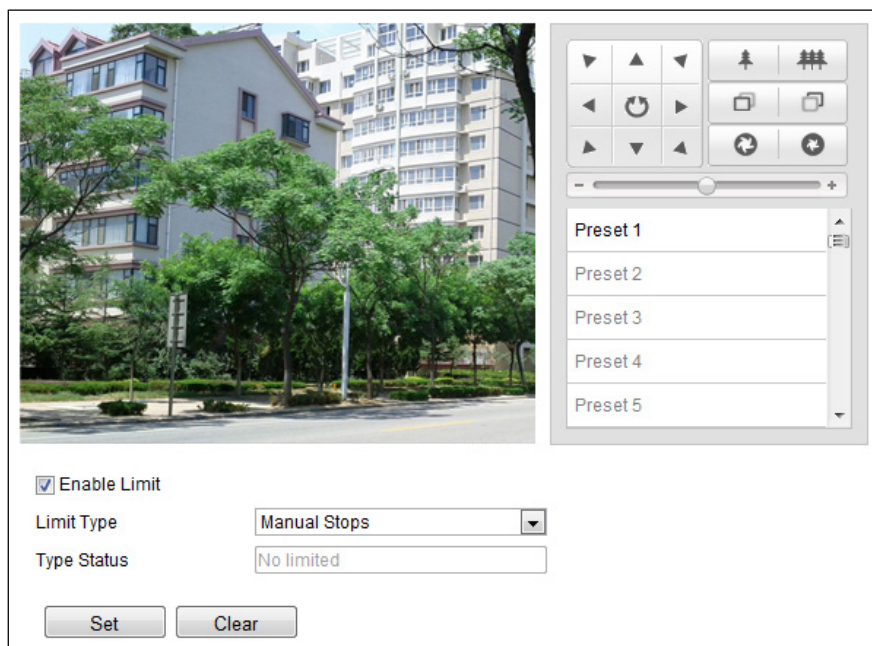 Preset 1
Preset 2
Preset 3
Preset 4
Preset 5
Enable Limit
Limit Type Manual Stops
Type Status No limited
Set Clear